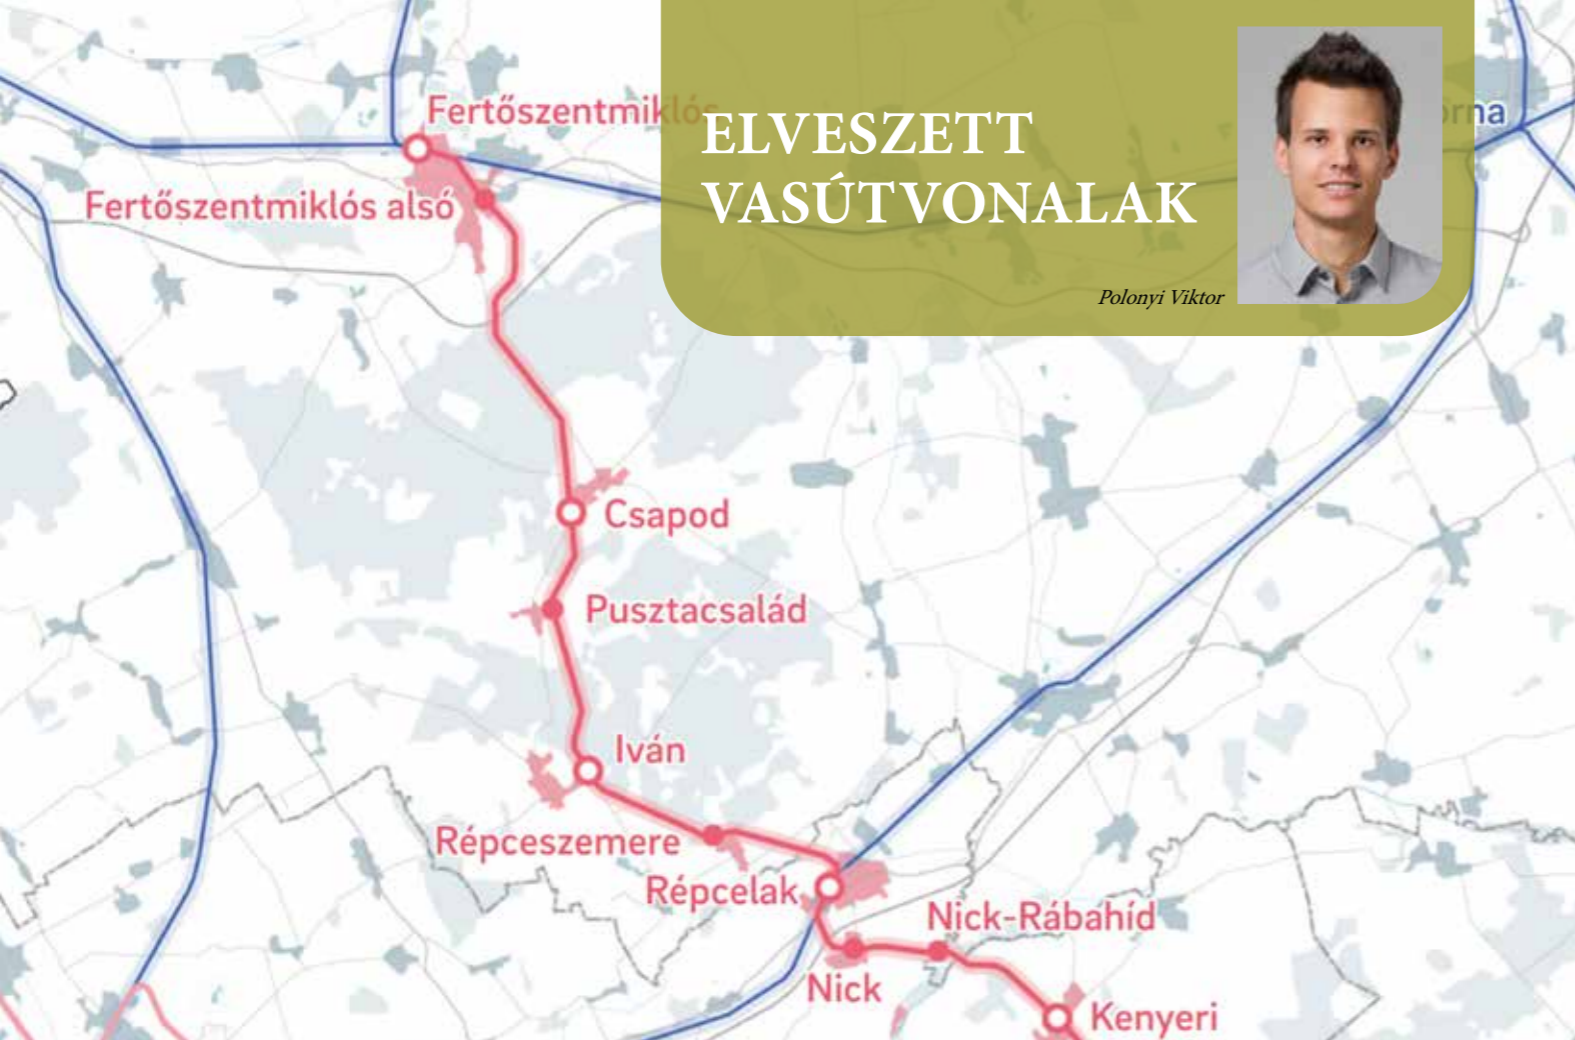 Fertőszentmiklós
ELVESZETT
VASÚTVONALAK
Fertőszentmiklós alsó
Polonyi Viktor
Csapod
Pusztacsalád
Iván
Répceszemere
Répcelak
Nick-Rábahíd
Nick
Kenyeri